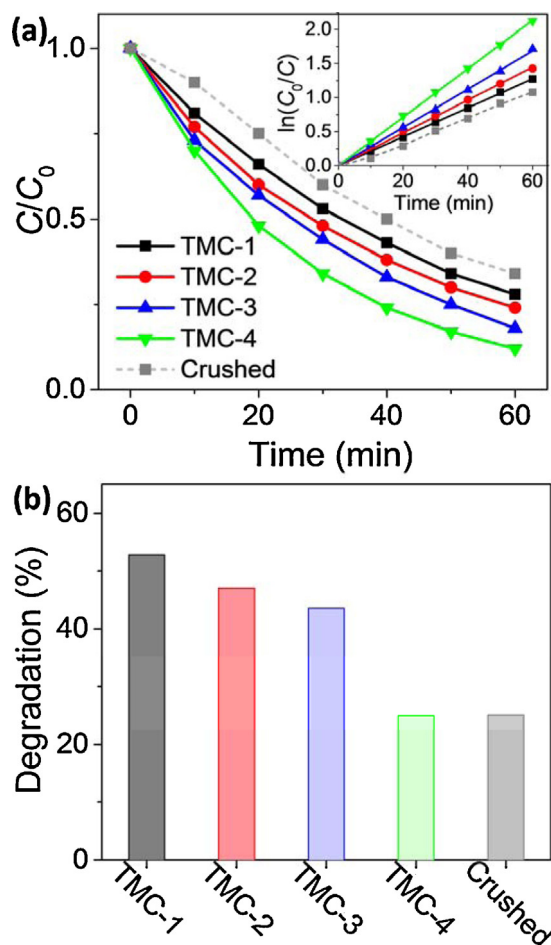 (a)
1.0
0.5
0.0
C/C0
TMC-1
TMC-2
TMC-3
TMC-4
Crushed
0 20 40 60
Time (min)
2.0
1.5
1.0
0.5
0.0
ln(C0/C)
0 20 40 60
Time (min)
(b)
60
40
20
0
Degradation (%)
TMC-1
TMC-2
TMC-3
TMC-4
Crushed